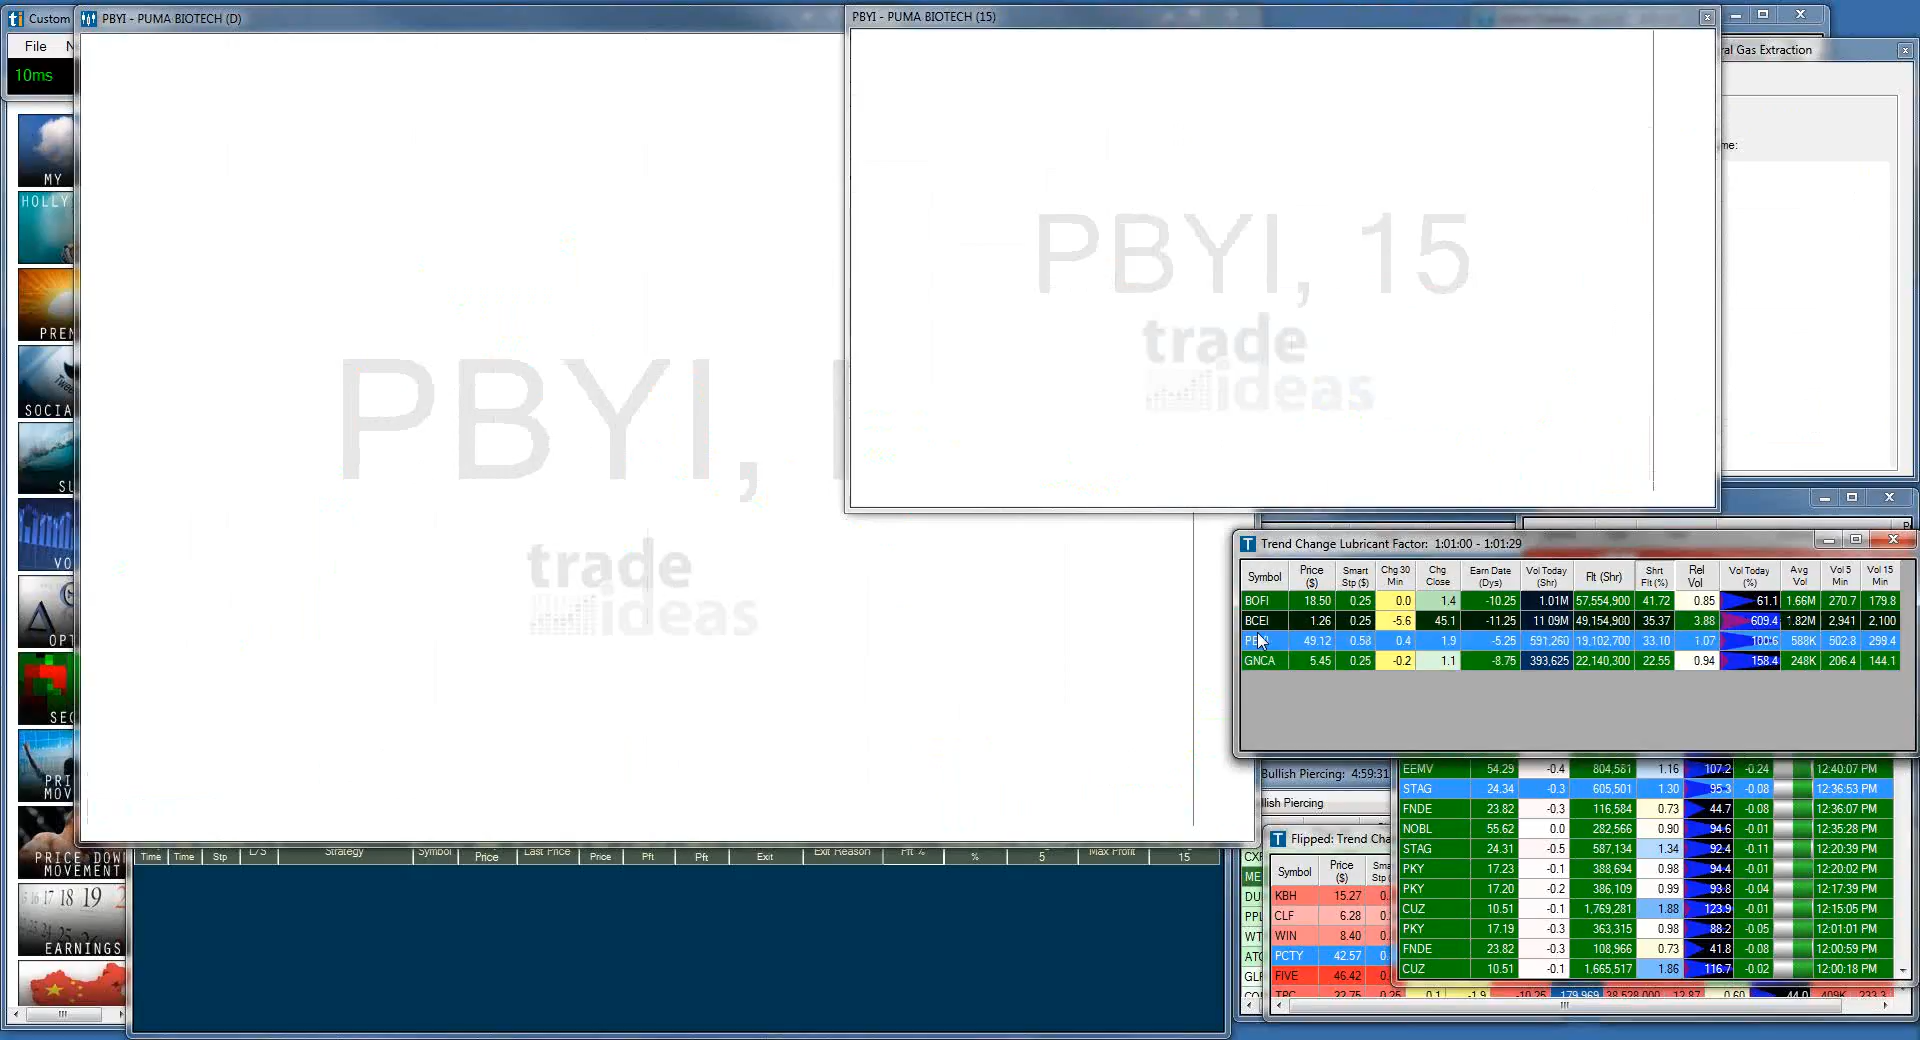 Custom
PBYI - PUMA BIOTECH (D)
PBYI - PUMA BIOTECH (15)
File
10ms
ral Gas Extraction
me:
MY
HOLLY
PREM
SOCIA
SU
VO
OPT
SEC
PRI
MOV
PRICE DOW
MOVEMENT
EARNINGS
PBYI,
trade
ideas
PBYI, 15
trade
ideas
Trend Change Lubricant Factor: 1:01:00 - 1:01:29
Symbol Price ($) Smart Stp ($) Chg 30 Min Chg Close Earn Date (Dys) Vol Today (Shr) Flt (Shr) Shrt Flt (%) Rel Vol Vol Today (%) Avg Vol Vol 5 Min Vol 15 Min
BOFI 18.50 0.25 0.0 1.4 -10.25 1.01M 57,554,900 41.72 0.85 61.1 1.66M 270.7 179.8
BCEI 1.26 0.25 -5.6 45.1 -11.25 11.09M 49,154,900 35.37 3.88 609.4 1.82M 2,941 2,100
49.12 0.58 0.4 1.9 -5.25 591,260 19,102,700 33.10 1.07 100.6 588K 502.8 299.4
GNCA 5.45 0.25 -0.2 1.1 -8.75 393,625 22,140,300 22.55 0.94 158.4 248K 206.4 144.1
Bullish Piercing: 4:59:31
llish Piercing
EEMV 54.29 -0.4 804,581 1.16 107.2 -0.24 12:40:07 PM
STAG 24.34 -0.3 605,501 1.30 95.3 -0.08 12:36:53 PM
FNDE 23.82 -0.3 116,584 0.73 44.7 -0.08 12:36:07 PM
NOBL 55.62 0.0 282,566 0.90 94.6 -0.01 12:35:28 PM
STAG 24.31 -0.5 587,134 1.34 92.4 -0.11 12:20:39 PM
PKY 17.23 -0.1 388,694 0.98 94.4 -0.01 12:20:02 PM
PKY 17.20 -0.2 386,109 0.99 93.8 -0.04 12:17:39 PM
CUZ 10.51 -0.1 1,769,281 1.88 123.9 -0.01 12:15:05 PM
PKY 17.19 -0.3 363,315 0.98 88.2 -0.05 12:01:01 PM
FNDE 23.82 -0.3 108,966 0.73 41.8 -0.08 12:00:59 PM
CUZ 10.51 -0.1 1,665,517 1.86 116.7 -0.02 12:00:18 PM
Flipped: Trend Cha
Symbol Price ($) Sma Stp (
KBH 15.27
CLF 6.28
WIN 8.40
PCTY 42.57
FIVE 46.42
CXP
ME
DU
PPL
WT
ATC
GLF
Time Time Stp L/S Strategy Symbol Price Last Price Price Pft Pft Exit Exit Reason Pft % % 5 Max Profit 15